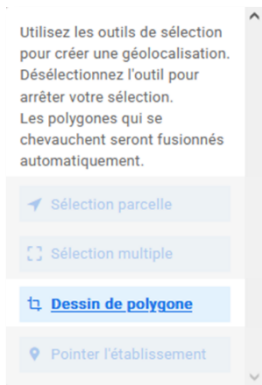 Utilisez les outils de sélection
pour créer une géolocalisation.
Désélectionnez l'outil pour
arrêter votre sélection.
Les polygones qui se
chevauchent seront fusionnés
automatiquement.
Sélection parcelle
Sélection multiple
Dessin de polygone
Pointer l'établissement